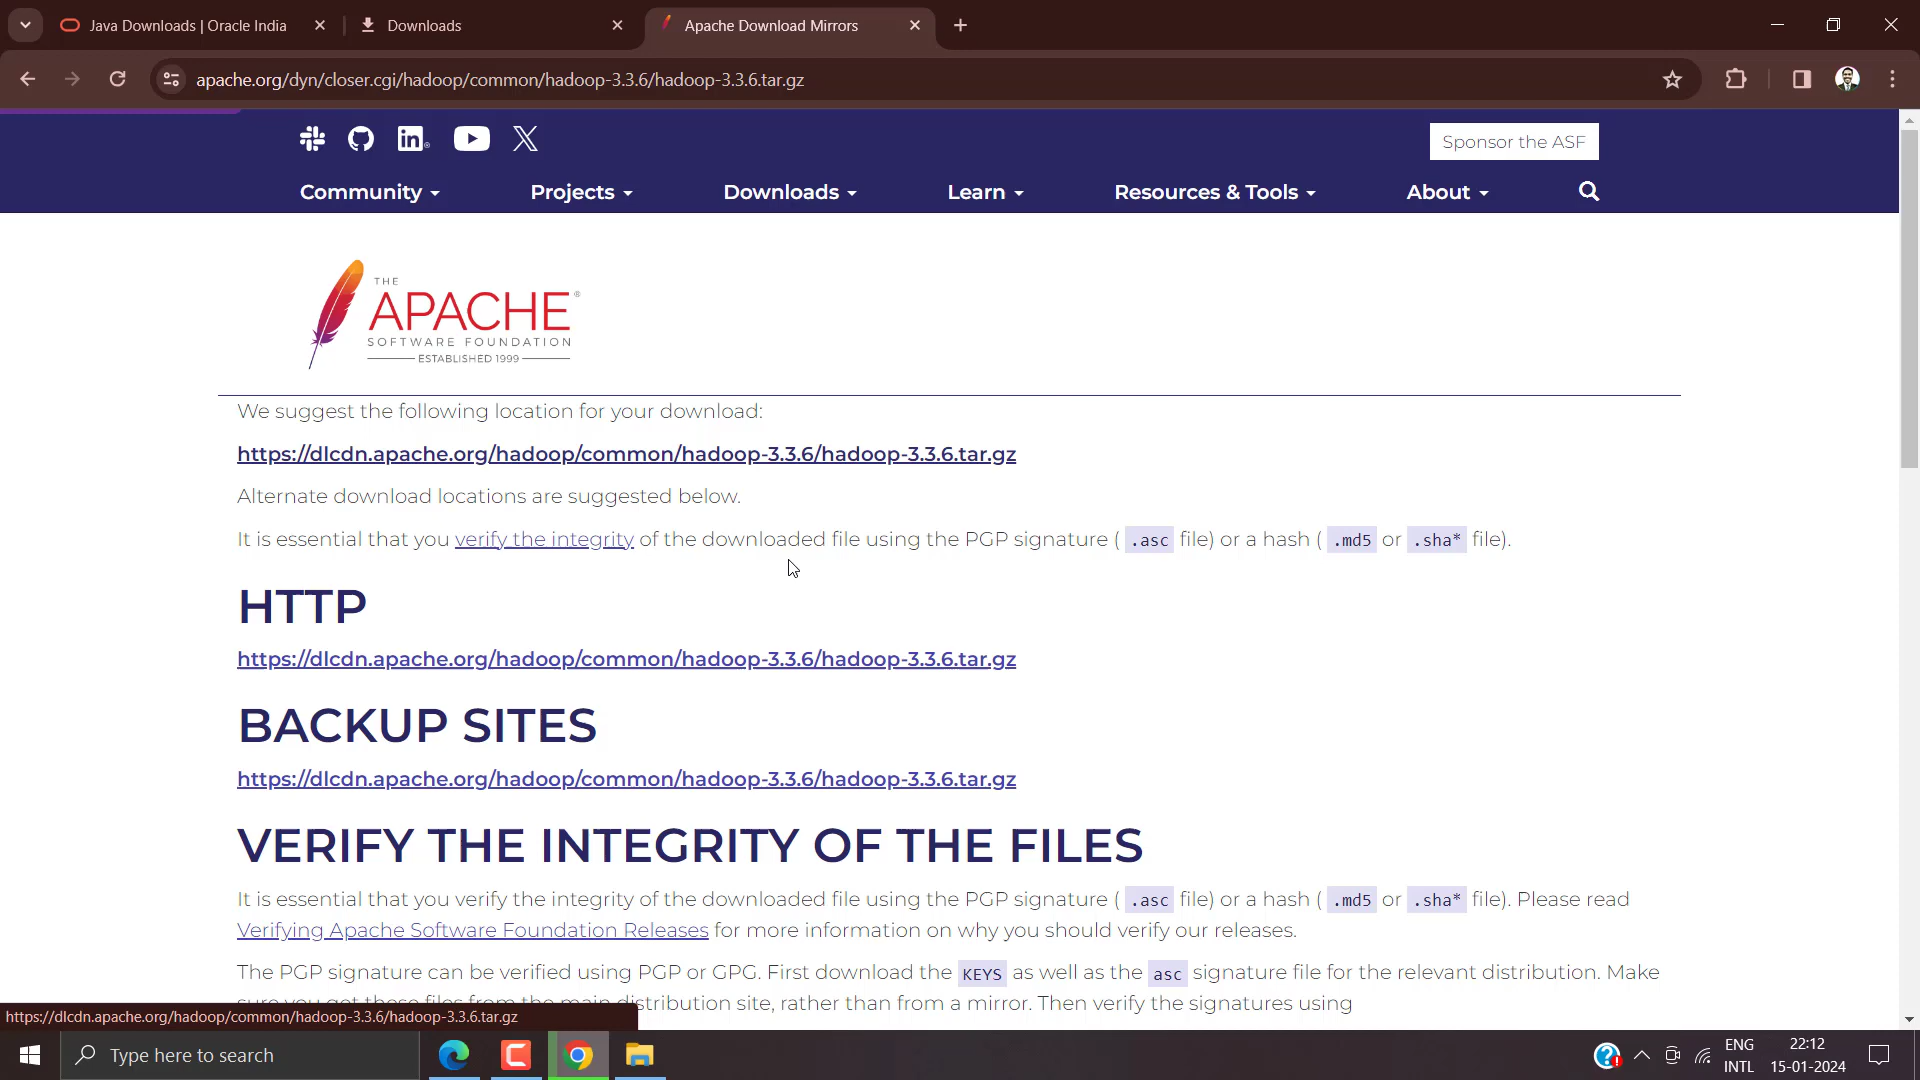 Java Downloads | Oracle India
Downloads
Apache Download Mirrors
apache.org/dyn/closer.cgi/hadoop/common/hadoop-3.3.6/hadoop-3.3.6.tar.gz
Sponsor the ASF
Community
Projects
Downloads
Learn
Resources & Tools
About
THE
APACHE®
SOFTWARE FOUNDATION
ESTABLISHED 1999
We suggest the following location for your download:
https://dlcdn.apache.org/hadoop/common/hadoop-3.3.6/hadoop-3.3.6.tar.gz
Alternate download locations are suggested below.
It is essential that you verify the integrity of the downloaded file using the PGP signature ( .asc file) or a hash ( .md5 or .sha* file).
HTTP
https://dlcdn.apache.org/hadoop/common/hadoop-3.3.6/hadoop-3.3.6.tar.gz
BACKUP SITES
https://dlcdn.apache.org/hadoop/common/hadoop-3.3.6/hadoop-3.3.6.tar.gz
VERIFY THE INTEGRITY OF THE FILES
It is essential that you verify the integrity of the downloaded file using the PGP signature ( .asc file) or a hash ( .md5 or .sha* file). Please read
Verifying Apache Software Foundation Releases for more information on why you should verify our releases.
The PGP signature can be verified using PGP or GPG. First download the KEYS as well as the asc signature file for the relevant distribution. Make
sure you get these files from the main distribution site, rather than from a mirror. Then verify the signatures using
https://dlcdn.apache.org/hadoop/common/hadoop-3.3.6/hadoop-3.3.6.tar.gz
Type here to search
ENG
INTL
22:12
15-01-2024